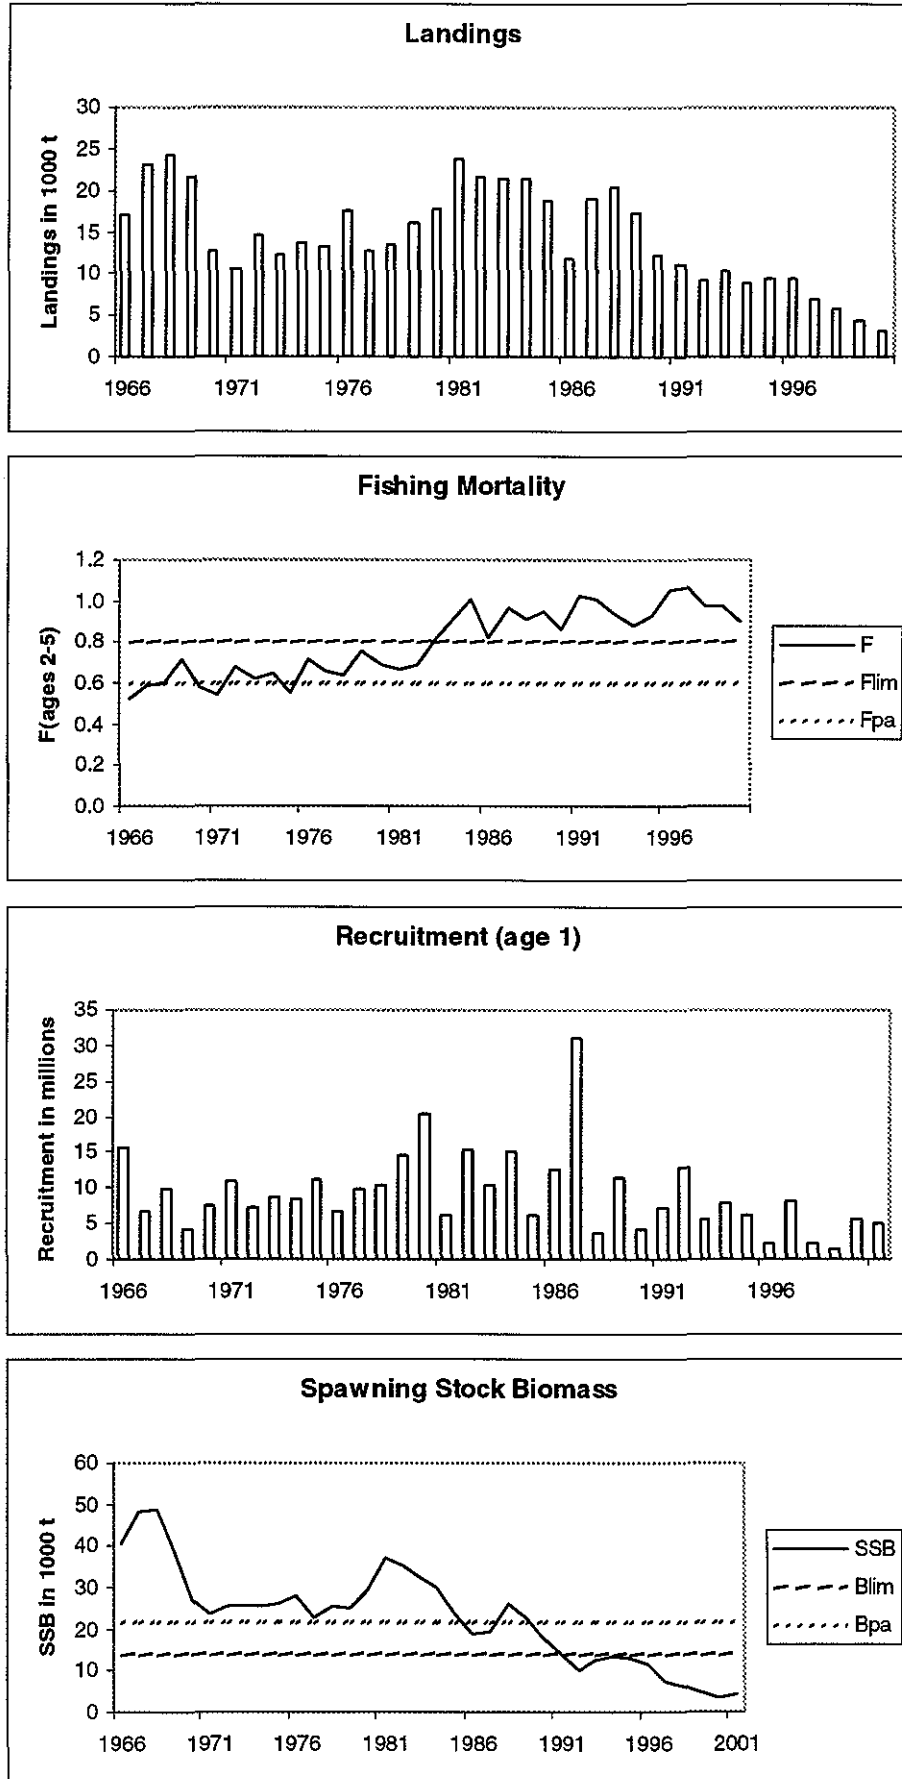 Landings
Landings in 1000 t
30
25
20
15
10
5
0
1966 1971 1976 1981 1986 1991 1996
Fishing Mortality
F(ages 2-5)
1.2
1.0
0.8
0.6
0.4
0.2
0.0
1966 1971 1976 1981 1986 1991 1996
F
Flim
Fpa
Recruitment (age 1)
Recruitment in millions
35
30
25
20
15
10
5
0
1966 1971 1976 1981 1986 1991 1996
Spawning Stock Biomass
SSB in 1000 t
60
50
40
30
20
10
0
1966 1971 1976 1981 1986 1991 1996 2001
SSB
Blim
Bpa